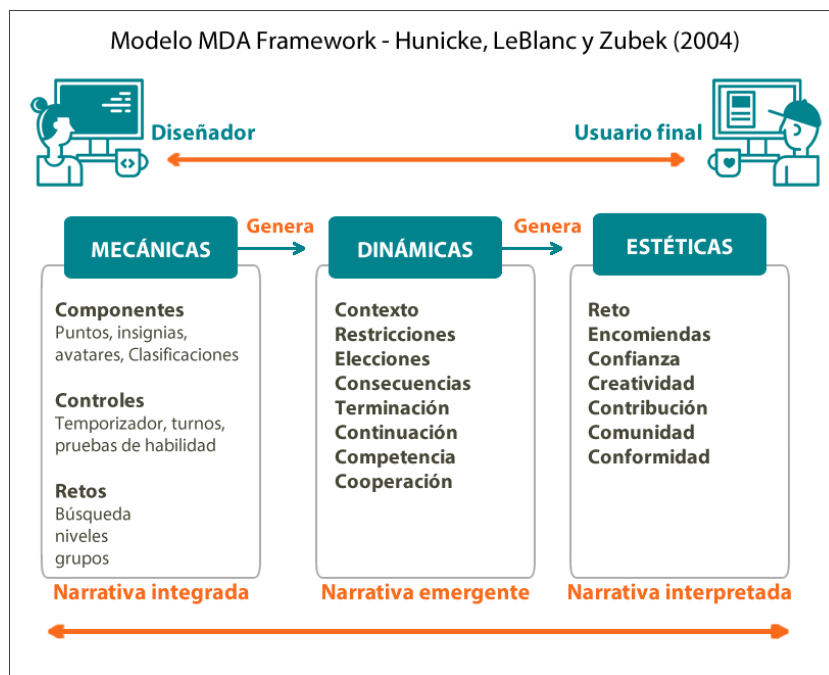 Modelo MDA Framework - Hunicke, LeBlanc y Zubek (2004)
Diseñador
Usuario final
Genera
Genera
MECÁNICAS
DINÁMICAS
ESTÉTICAS
Componentes
Puntos, insignias,
avatares, Clasificaciones
Controles
Temporizador, turnos,
pruebas de habilidad
Retos
Búsqueda
niveles
grupos
Contexto
Restricciones
Elecciones
Consecuencias
Terminación
Continuación
Competencia
Cooperación
Reto
Encomiendas
Confianza
Creatividad
Contribución
Comunidad
Conformidad
Narrativa integrada
Narrativa emergente
Narrativa interpretada